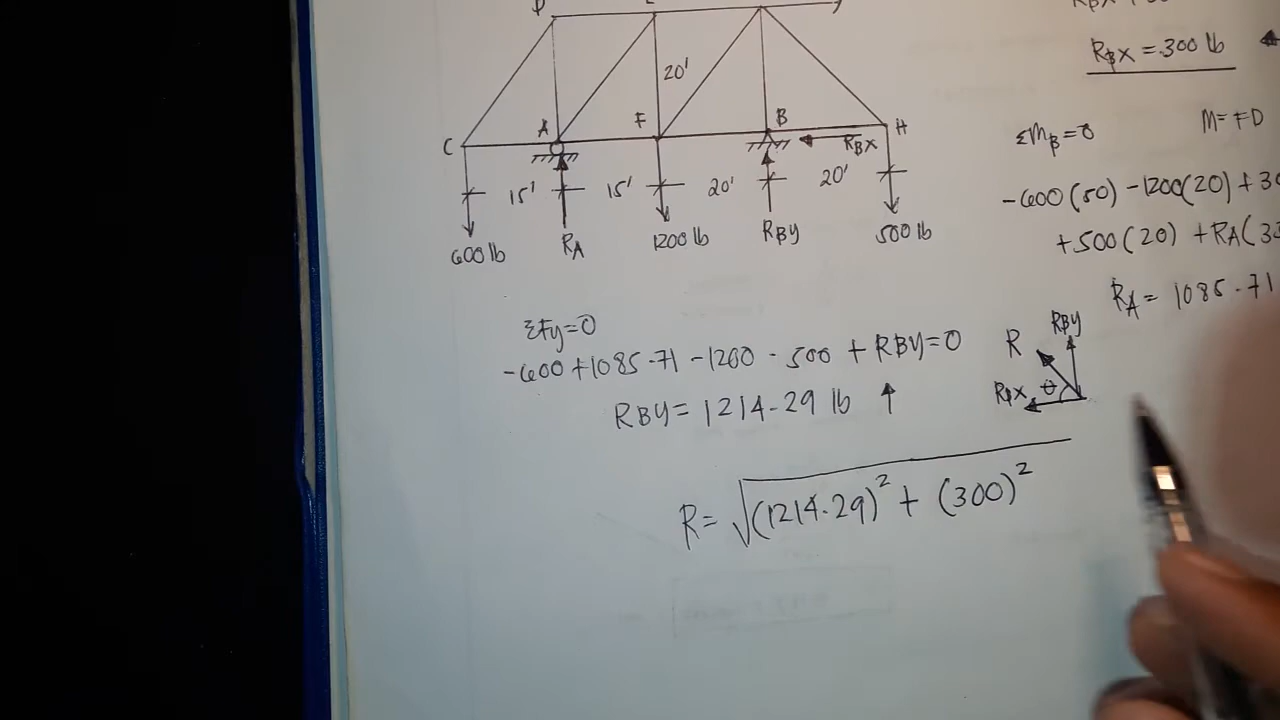 D
20'
C A F B H
RBX
15' 15' 20' 20'
600 lb RA 1200 lb RBY 500 lb
RBX = 300 lb
ΣMB=0 M=FD
-600(50) -1200(20) +30
+500(20) +RA(35
RA = 1085.71
ΣFy=0
-600 +1085.71 -1200 - 500 + RBY=0
RBY= 1214.29 lb ↑
R RBY
RBX θ
R= √(1214.29)² + (300)²